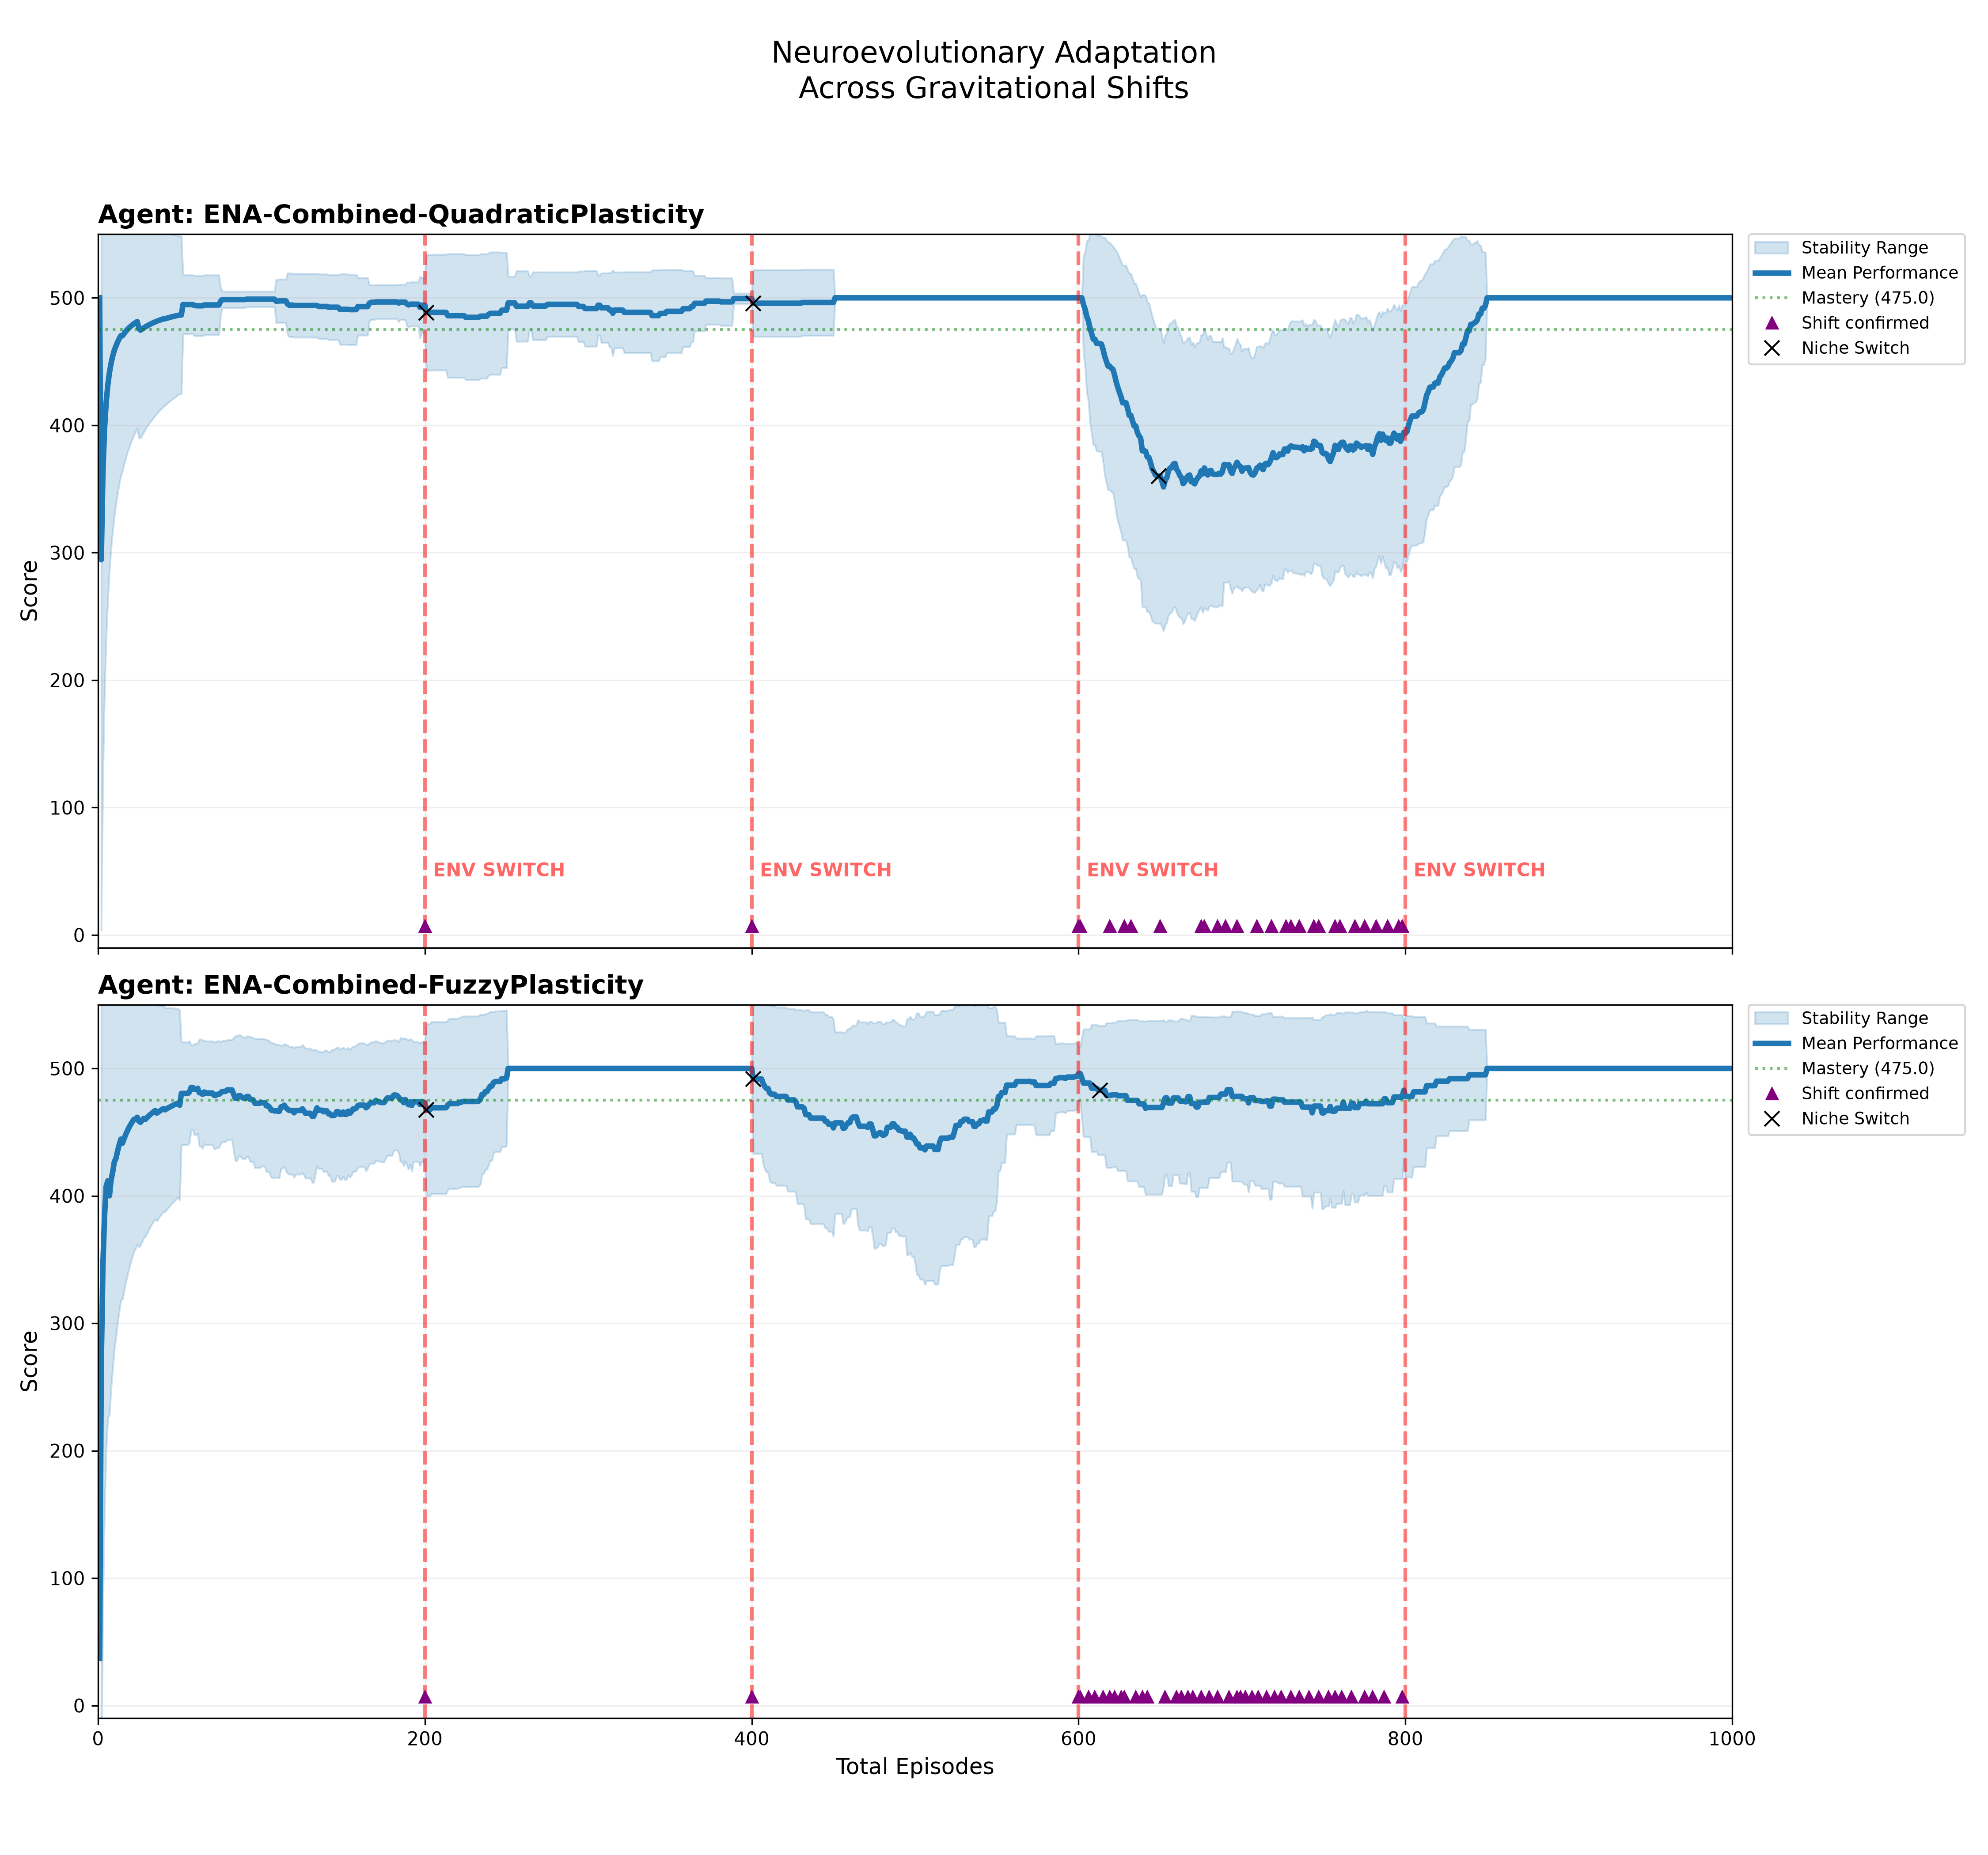 Neuroevolutionary Adaptation
Across Gravitational Shifts
Agent: ENA-Combined-QuadraticPlasticity
500
400
300
200
100
0
Score
ENV SWITCH
ENV SWITCH
ENV SWITCH
ENV SWITCH
Stability Range
Mean Performance
Mastery (475.0)
Shift confirmed
Niche Switch
Agent: ENA-Combined-FuzzyPlasticity
500
400
300
200
100
0
Score
Stability Range
Mean Performance
Mastery (475.0)
Shift confirmed
Niche Switch
0
200
400
600
800
1000
Total Episodes